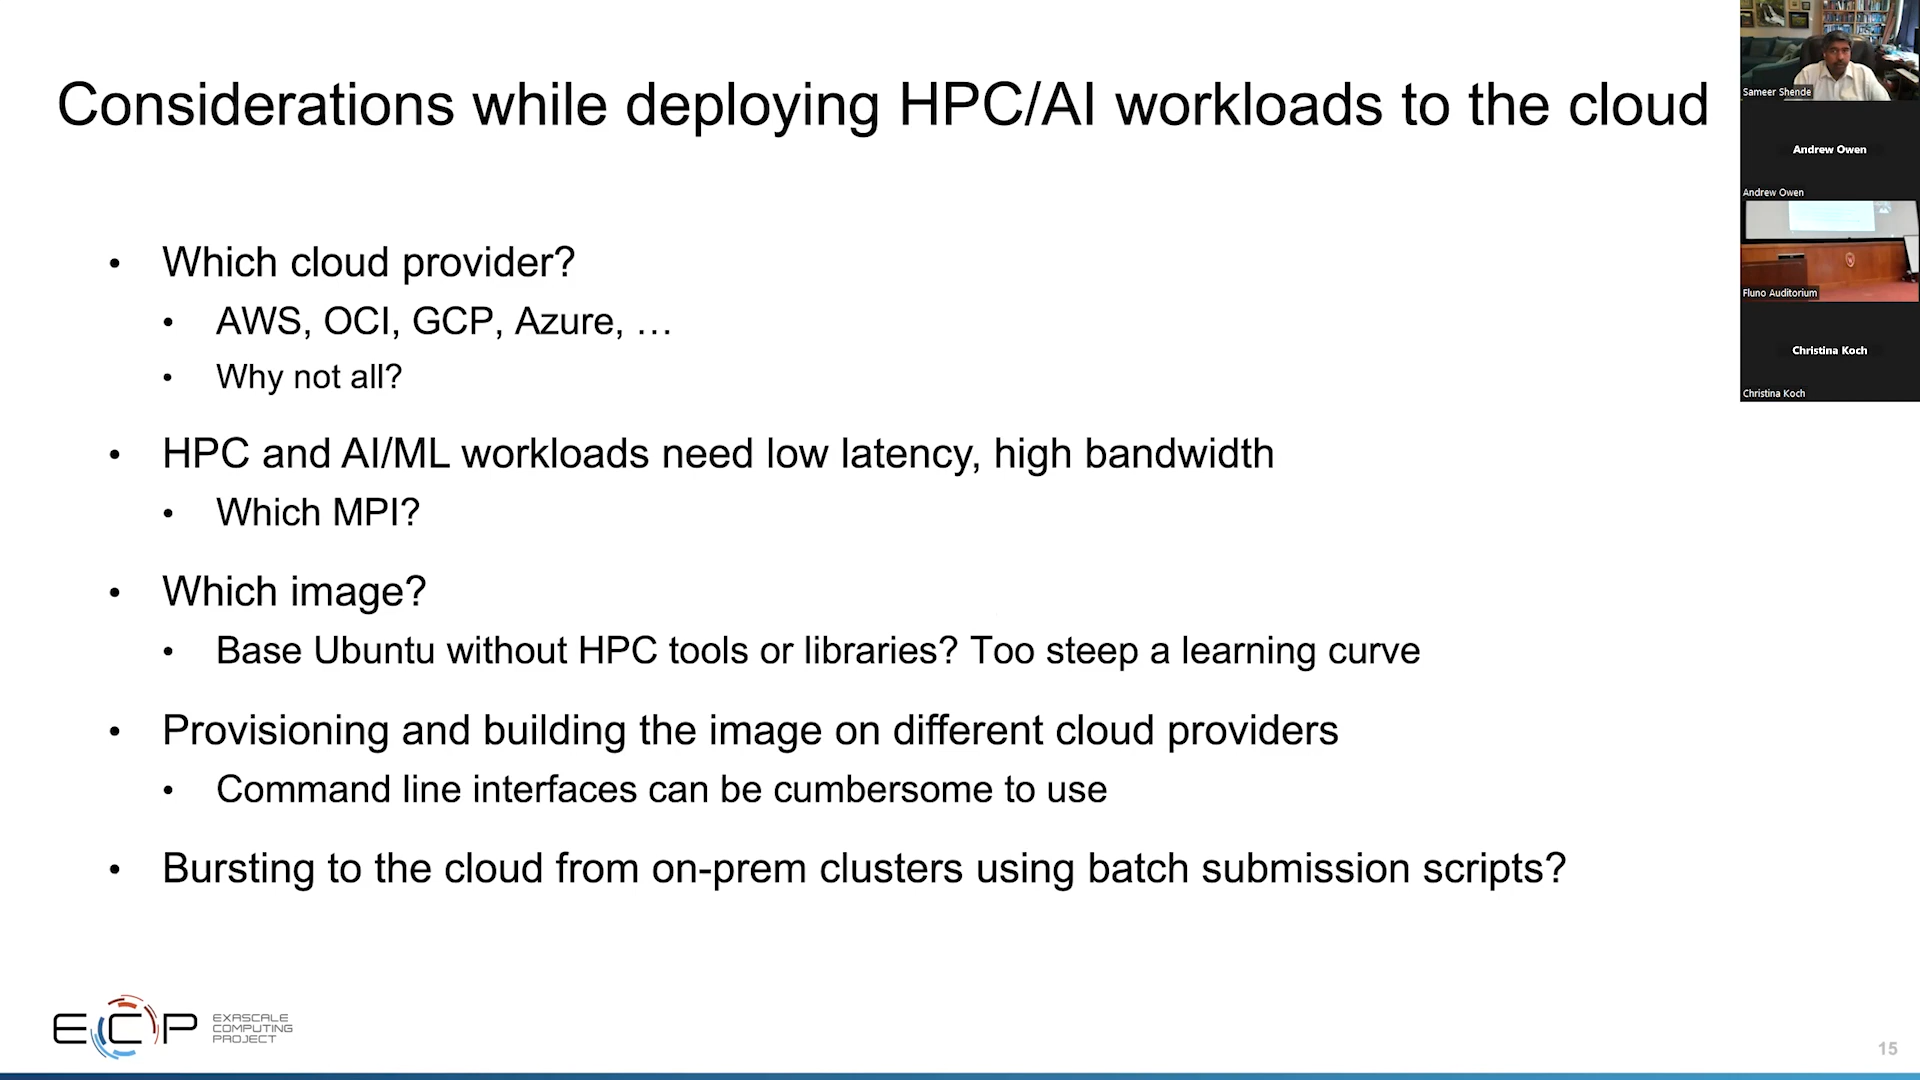 Considerations while deploying HPC/AI workloads to the cloud
• Which cloud provider?
• AWS, OCI, GCP, Azure, …
• Why not all?
• HPC and AI/ML workloads need low latency, high bandwidth
• Which MPI?
• Which image?
• Base Ubuntu without HPC tools or libraries? Too steep a learning curve
• Provisioning and building the image on different cloud providers
• Command line interfaces can be cumbersome to use
• Bursting to the cloud from on-prem clusters using batch submission scripts?
ECP
EXASCALE
COMPUTING
PROJECT
15
Sameer Shende
Andrew Owen
Andrew Owen
Fluno Auditorium
Christina Koch
Christina Koch